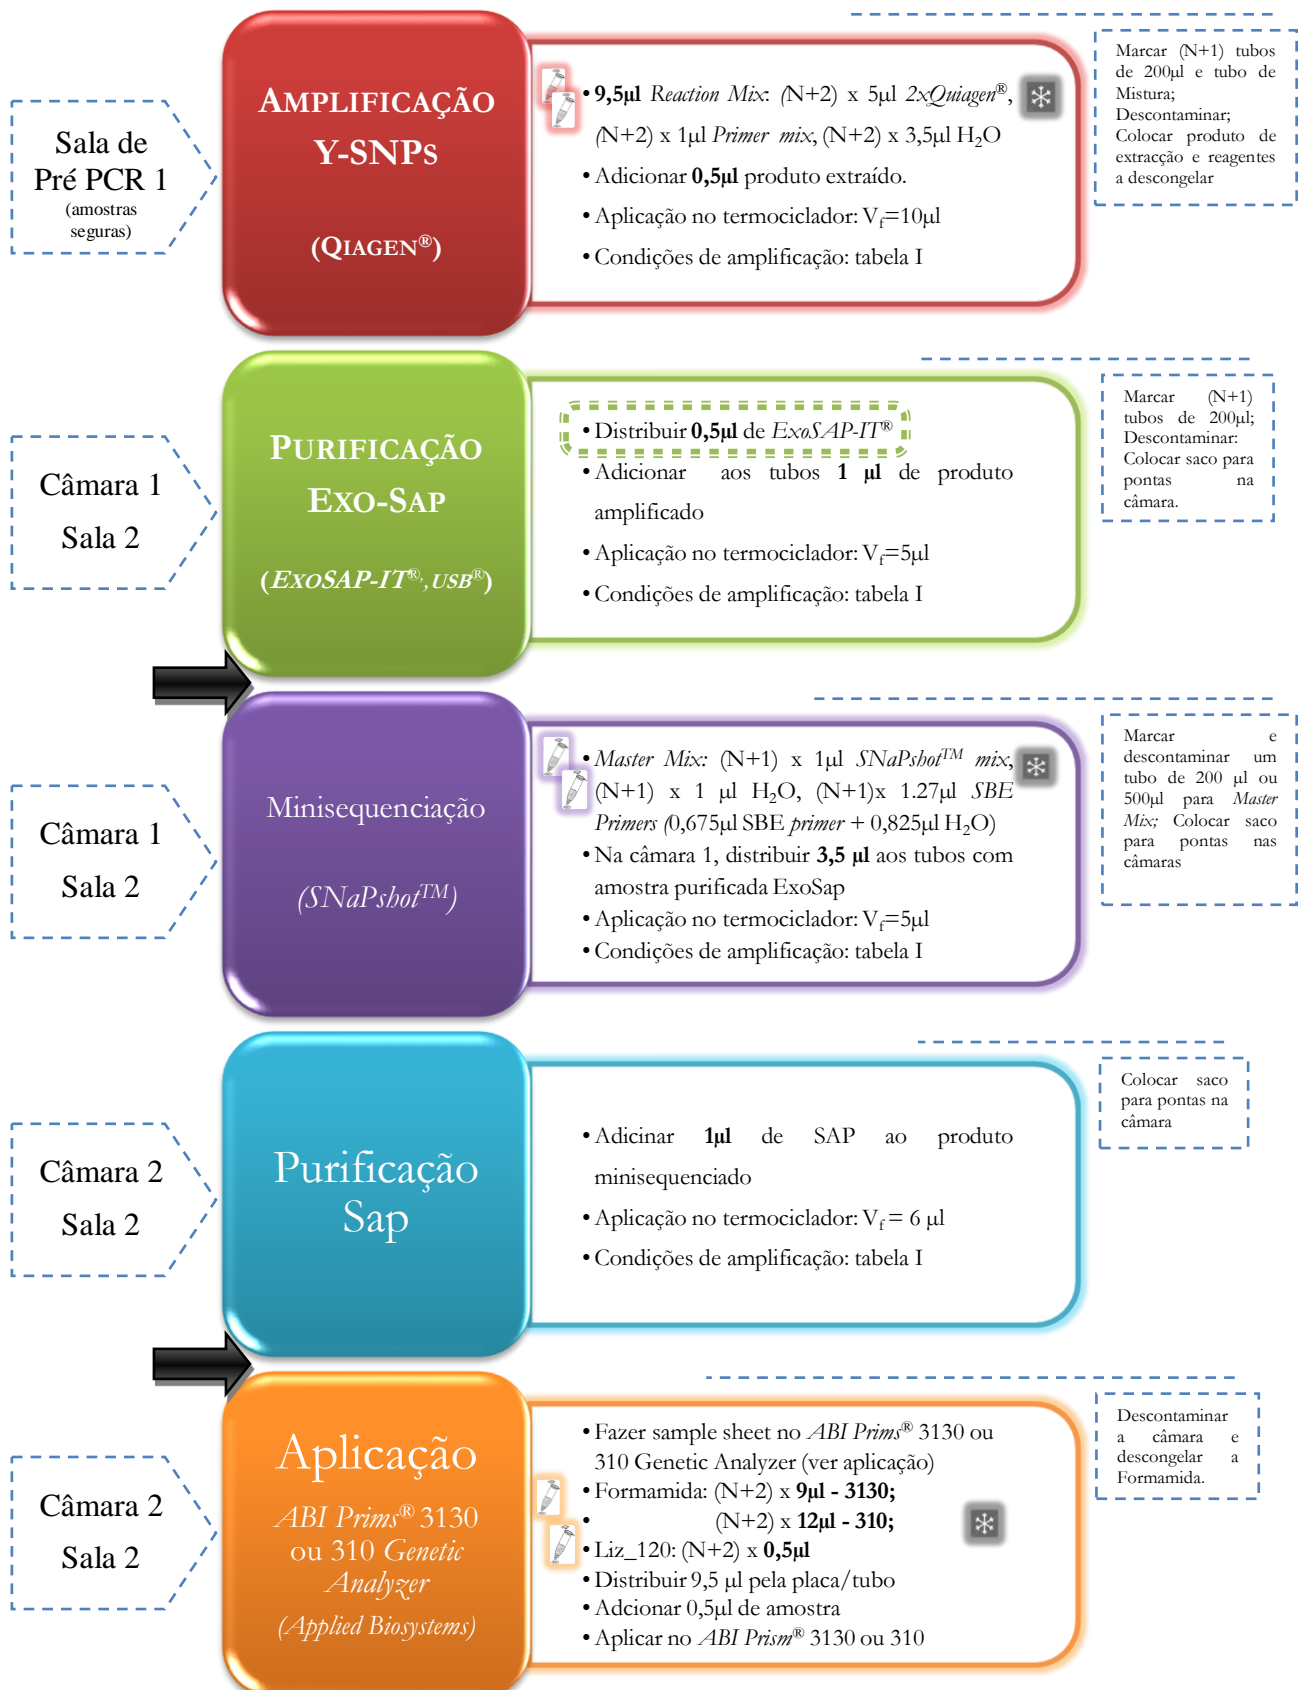 Sala de
Pré PCR 1
(amostras
seguras)
AMPLIFICAÇÃO
Y-SNPS
(QIAGEN®)
• 9,5µl Reaction Mix: (N+2) x 5µl 2xQuiagen®,
(N+2) x 1µl Primer mix, (N+2) x 3,5µl H₂O
• Adicionar 0,5µl produto extraído.
• Aplicação no termociclador: Vf=10µl
• Condições de amplificação: tabela I
Marcar (N+1) tubos
de 200µl e tubo de
Mistura;
Descontaminar;
Colocar produto de
extracção e reagentes
a descongelar
Câmara 1
Sala 2
PURIFICAÇÃO
EXO-SAP
(EXOSAP-IT®, USB®)
• Distribuir 0,5µl de ExoSAP-IT®
• Adicionar aos tubos 1 µl de produto
amplificado
• Aplicação no termociclador: Vf=5µl
• Condições de amplificação: tabela I
Marcar (N+1)
tubos de 200µl;
Descontaminar:
Colocar saco para
pontas na
câmara.
Câmara 1
Sala 2
Minisequenciação
(SNaPshot™)
• Master Mix: (N+1) x 1µl SNaPshot™ mix,
(N+1) x 1 µl H₂O, (N+1)x 1.27µl SBE
Primers (0,675µl SBE primer + 0,825µl H₂O)
• Na câmara 1, distribuir 3,5 µl aos tubos com
amostra purificada ExoSap
• Aplicação no termociclador: Vf=5µl
• Condições de amplificação: tabela I
Marcar e
descontaminar um
tubo de 200 µl ou
500µl para Master
Mix; Colocar saco
para pontas nas
câmaras
Câmara 2
Sala 2
Purificação
Sap
• Adicinar 1µl de SAP ao produto
minisequenciado
• Aplicação no termociclador: Vf = 6 µl
• Condições de amplificação: tabela I
Colocar saco
para pontas na
câmara
Câmara 2
Sala 2
Aplicação
ABI Prims® 3130
ou 310 Genetic
Analyzer
(Applied Biosystems)
• Fazer sample sheet no ABI Prims® 3130 ou
310 Genetic Analyzer (ver aplicação)
• Formamida: (N+2) x 9µl - 3130;
• (N+2) x 12µl - 310;
• Liz_120: (N+2) x 0,5µl
• Distribuir 9,5 µl pela placa/tubo
• Adcionar 0,5µl de amostra
• Aplicar no ABI Prism® 3130 ou 310
Descontaminar
a câmara e
descongelar a
Formamida.